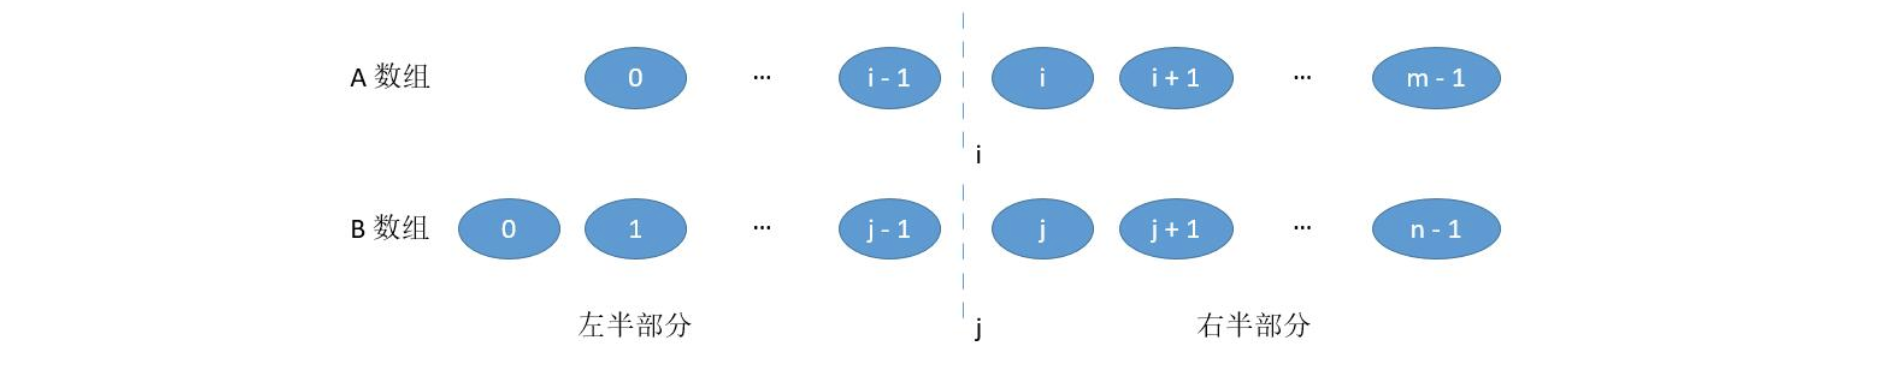 A 数组 0 ... i - 1 i i + 1 ... m - 1
i
B 数组 0 1 ... j - 1 j j + 1 ... n - 1
左半部分 j 右半部分